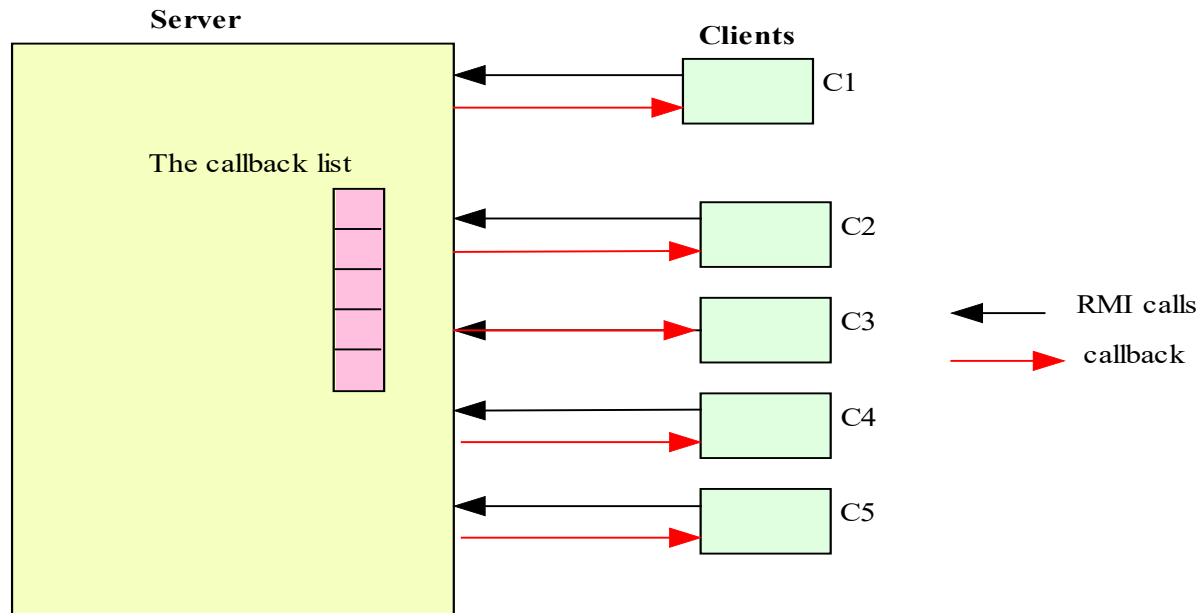 Server
Clients
C1
The callback list
C2
C3
RMI calls
callback
C4
C5